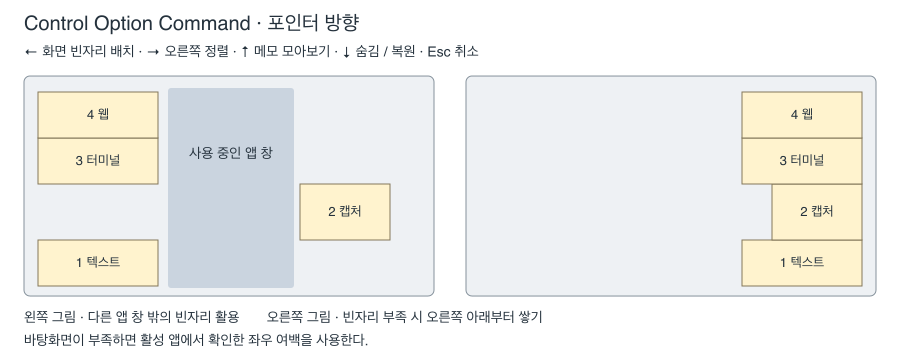 Control Option Command · 포인터 방향
← 화면 빈자리 배치 · → 오른쪽 정렬 · ↑ 메모 모아보기 · ↓ 숨김 / 복원 · Esc 취소
4 웹
3 터미널
1 텍스트
사용 중인 앱 창
2 캡처
4 웹
3 터미널
2 캡처
1 텍스트
왼쪽 그림 · 다른 앱 창 밖의 빈자리 활용 오른쪽 그림 · 빈자리 부족 시 오른쪽 아래부터 쌓기
바탕화면이 부족하면 활성 앱에서 확인한 좌우 여백을 사용한다.